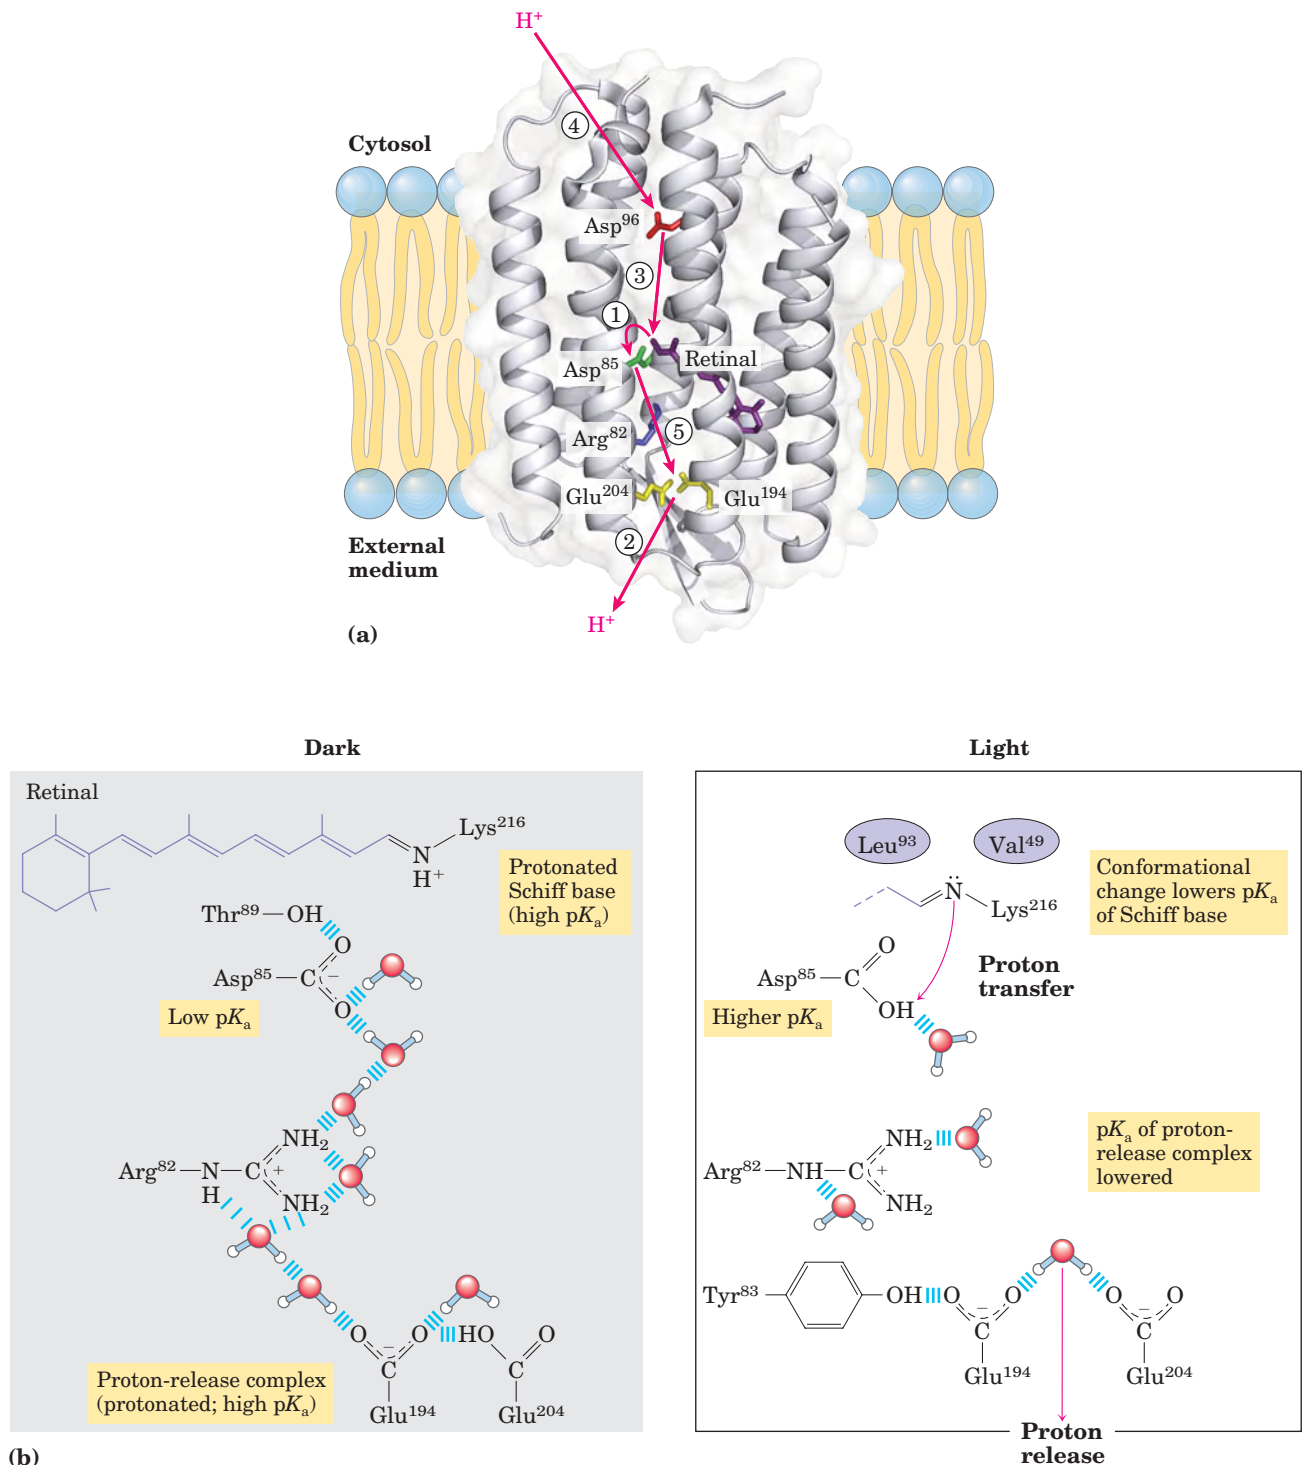 H⁺
④
Cytosol
Asp⁹⁶
③
①
Asp⁸⁵
Retinal
Arg⁸²
⑤
Glu²⁰⁴
Glu¹⁹⁴
②
External
medium
H⁺
(a)
Dark
Retinal
Lys²¹⁶
N
H⁺
Protonated
Schiff base
(high pKₐ)
Thr⁸⁹—OH
O
Asp⁸⁵—C
−
O
Low pKₐ
NH₂
Arg⁸²—N—C
+
H
NH₂
O
O
HO
O
−
C
C
Proton-release complex
(protonated; high pKₐ)
Glu¹⁹⁴
Glu²⁰⁴
(b)
Light
Leu⁹³
Val⁴⁹
N
Lys²¹⁶
Conformational
change lowers pKₐ
of Schiff base
O
Asp⁸⁵—C
OH
Proton
transfer
Higher pKₐ
NH₂
Arg⁸²—NH—C
+
NH₂
pKₐ of proton-
release complex
lowered
Tyr⁸³
OH
O
O
O
O
−
−
C
C
Glu¹⁹⁴
Glu²⁰⁴
Proton
release